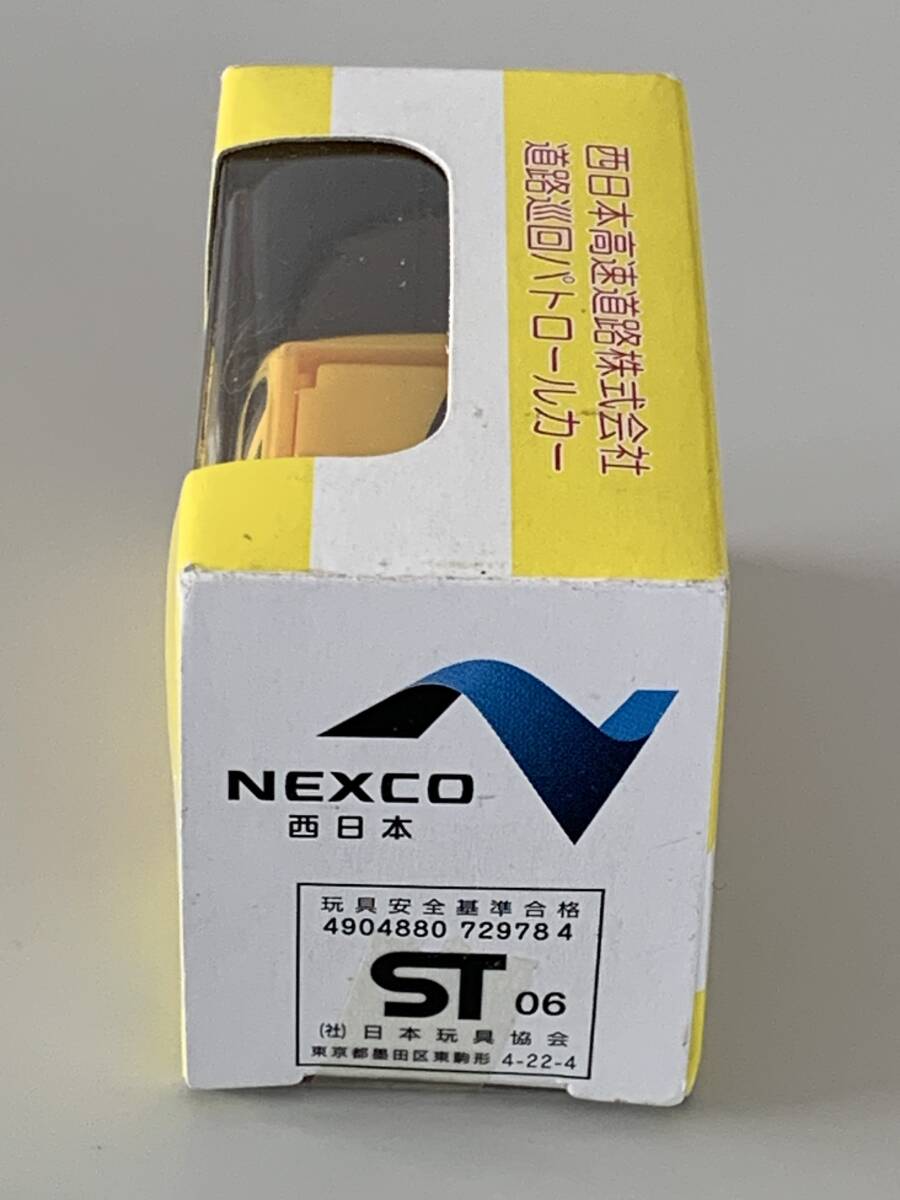 西日本高速道路株式会社
道路巡回パトロールカー
NEXCO
西日本
玩具安全基準合格
4904880 729784
ST 06
(社)日本玩具協会
東京都墨田区東駒形 4-22-4